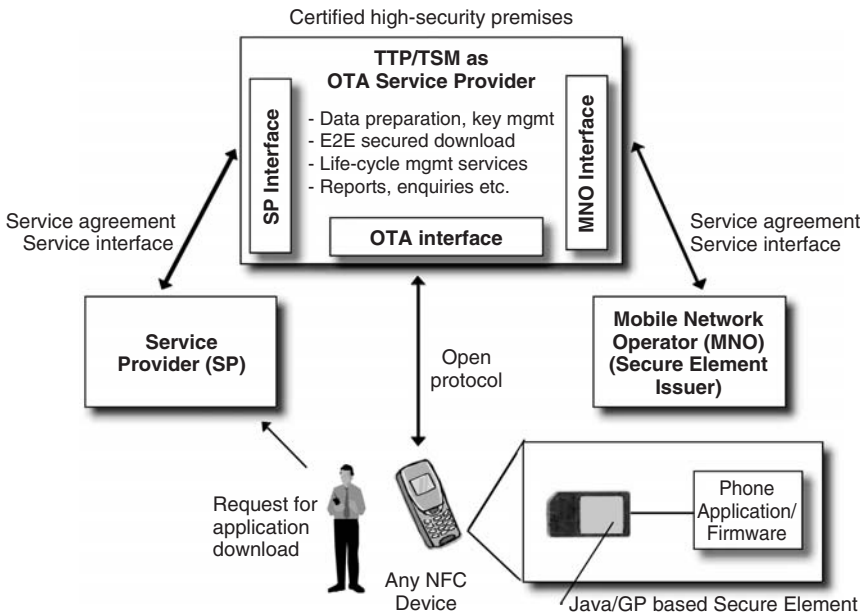 Certified high-security premises
TTP/TSM as
OTA Service Provider
- Data preparation, key mgmt
- E2E secured download
- Life-cycle mgmt services
- Reports, enquiries etc.
SP Interface
MNO Interface
OTA interface
Service agreement
Service interface
Service agreement
Service interface
Service
Provider (SP)
Open
protocol
Mobile Network
Operator (MNO)
(Secure Element
Issuer)
Request for
application
download
Any NFC
Device
Phone
Application/
Firmware
Java/GP based Secure Element